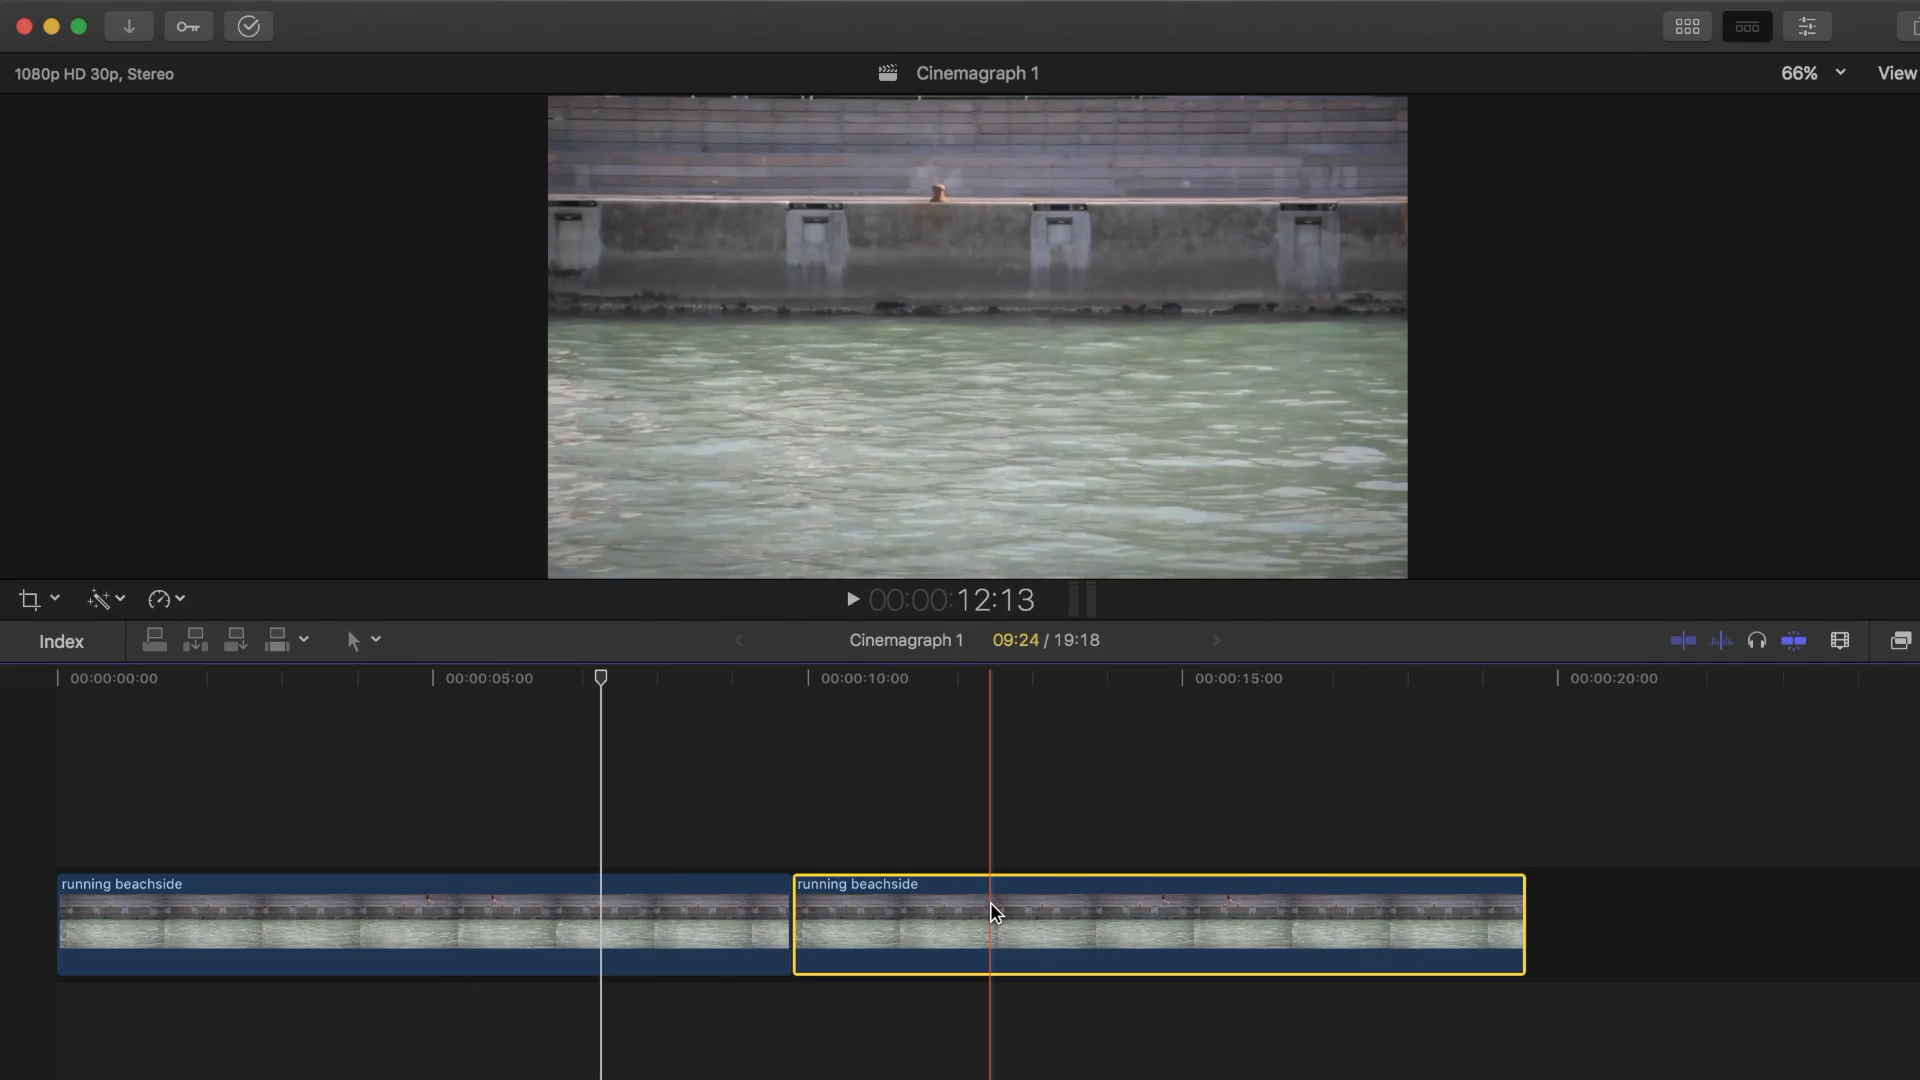 1080p HD 30p, Stereo
Cinemagraph 1
66%
View
00:00:12:13
Index
Cinemagraph 1
09:24 / 19:18
00:00:00:00
00:00:05:00
00:00:10:00
00:00:15:00
00:00:20:00
running beachside
running beachside